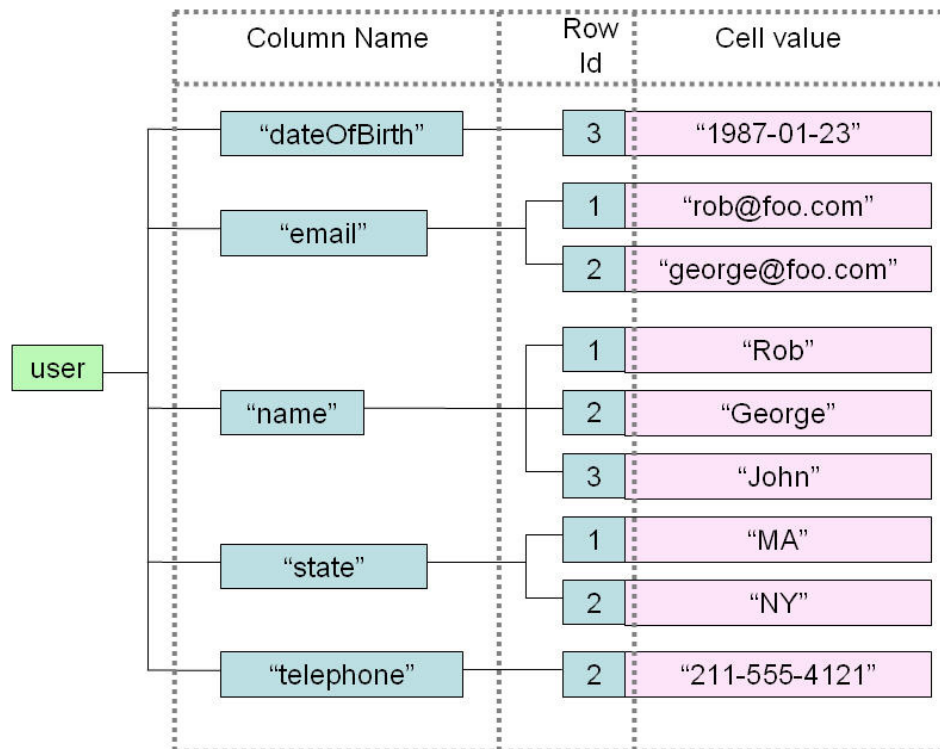 Column Name
Row
Id
Cell value
“dateOfBirth”
3
“1987-01-23”
“email”
1
“rob@foo.com”
2
“george@foo.com”
user
“name”
1
“Rob”
2
“George”
3
“John”
“state”
1
“MA”
2
“NY”
“telephone”
2
“211-555-4121”